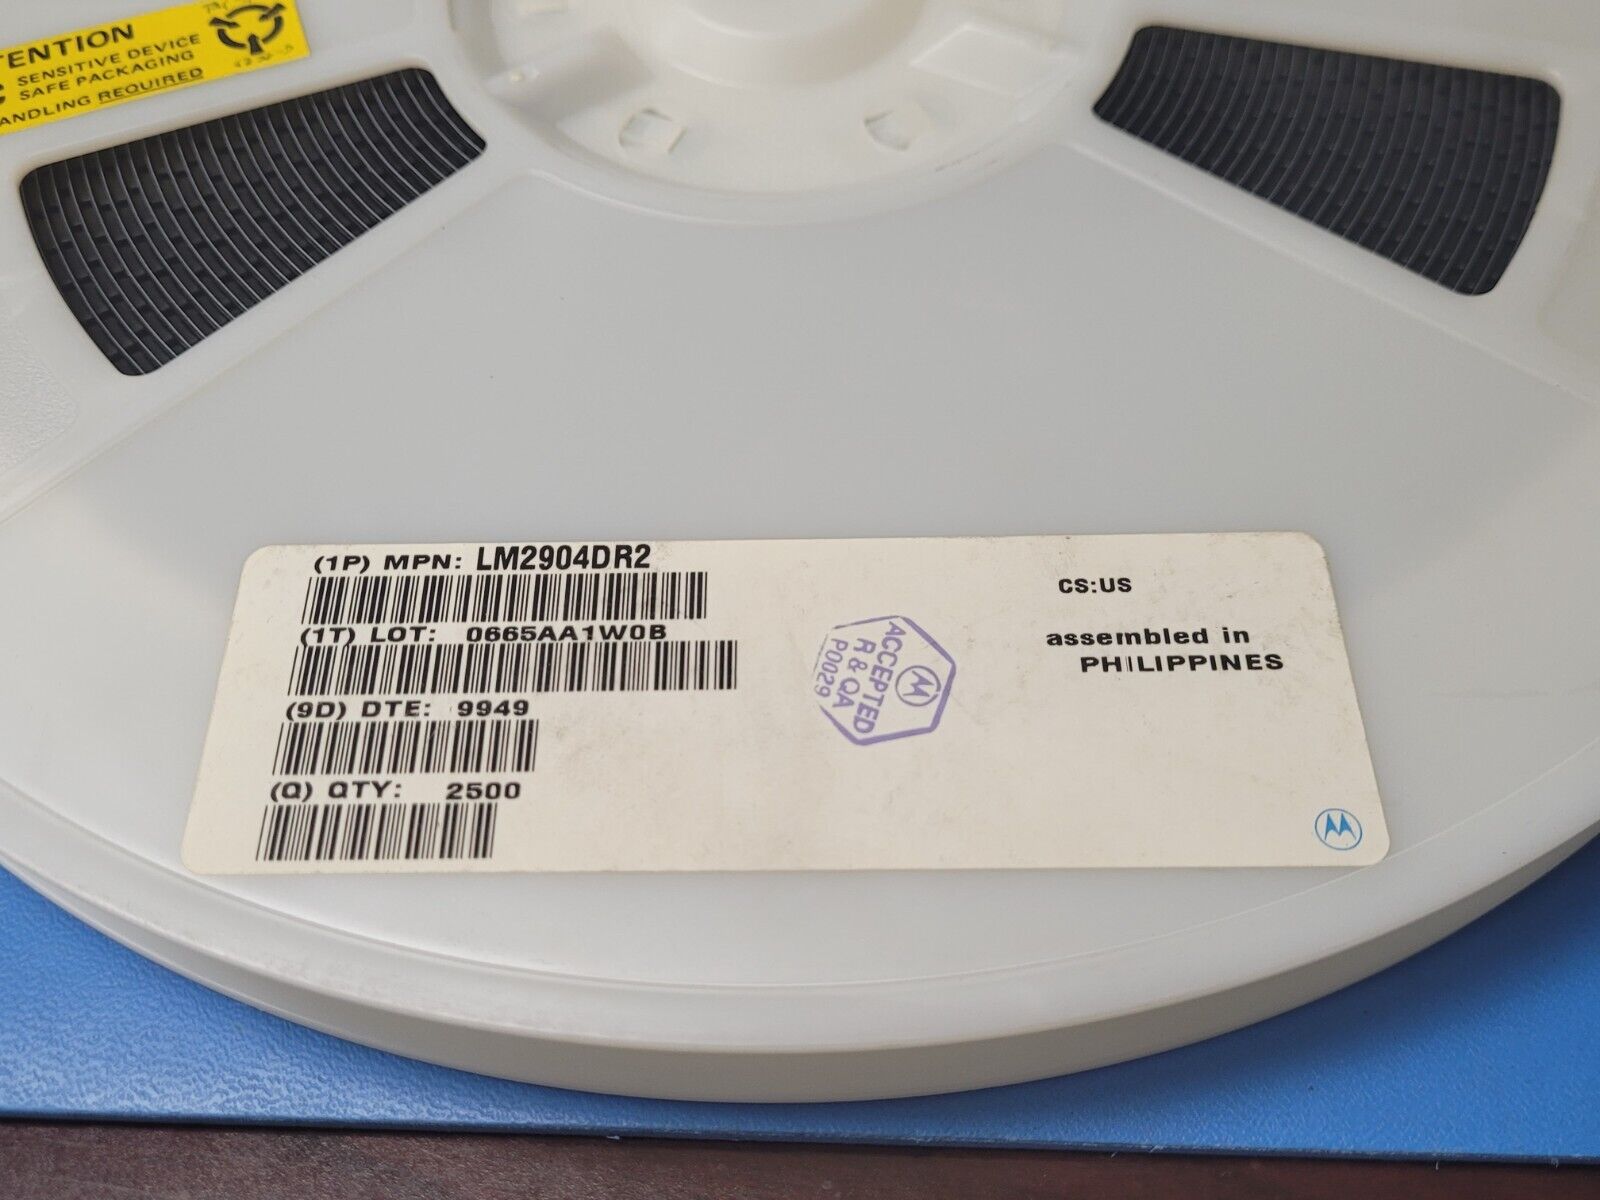 TENTION
SENSITIVE DEVICE
SAFE PACKAGING
ANDLING REQUIRED
(1P) MPN: LM2904DR2
(1T) LOT: 0665AA1W0B
(9D) DTE: 9949
(Q) QTY: 2500
ACCEPTED
R & QA
P0029
CS:US
assembled in
PHILIPPINES